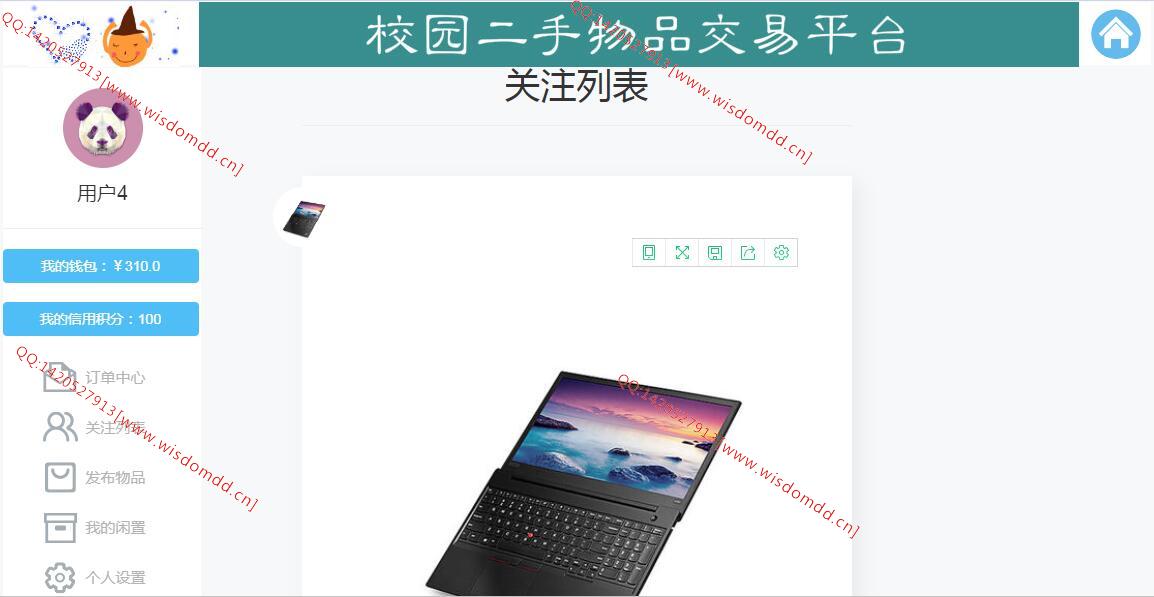 校园二手物品交易平台
关注列表
用户4
我的钱包：￥310.0
我的信用积分：100
订单中心
关注列表
发布物品
我的闲置
个人设置
QQ:1420527913[www.wisdomdd.cn]
QQ:1420527913[www.wisdomdd.cn]
QQ:1420527913[www.wisdomdd.cn]
QQ:1420527913[www.wisdomdd.cn]